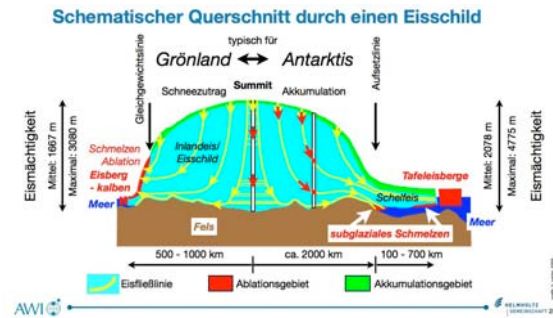 Schematischer Querschnitt durch einen Eisschild
typisch für
Grönland
Antarktis
Gleichgewichtslinie
Schneezutrag
Summit
Akkumulation
Aufsetzlinie
Eismächtigkeit
Mittel: 1667 m
Maximal: 3080 m
Schmelzen
Ablation
Eisberg
- kalben
Meer
Inlandeis/
Eisschild
Fels
Tafeleisberge
Schelfeis
Meer
subglaziales Schmelzen
Mittel: 2078 m
Maximal: 4775 m
Eismächtigkeit
500 - 1000 km
ca. 2000 km
100 - 700 km
Eisfließlinie
Ablationsgebiet
Akkumulationsgebiet
AWI
HELMHOLTZ
GEMEINSCHAFT